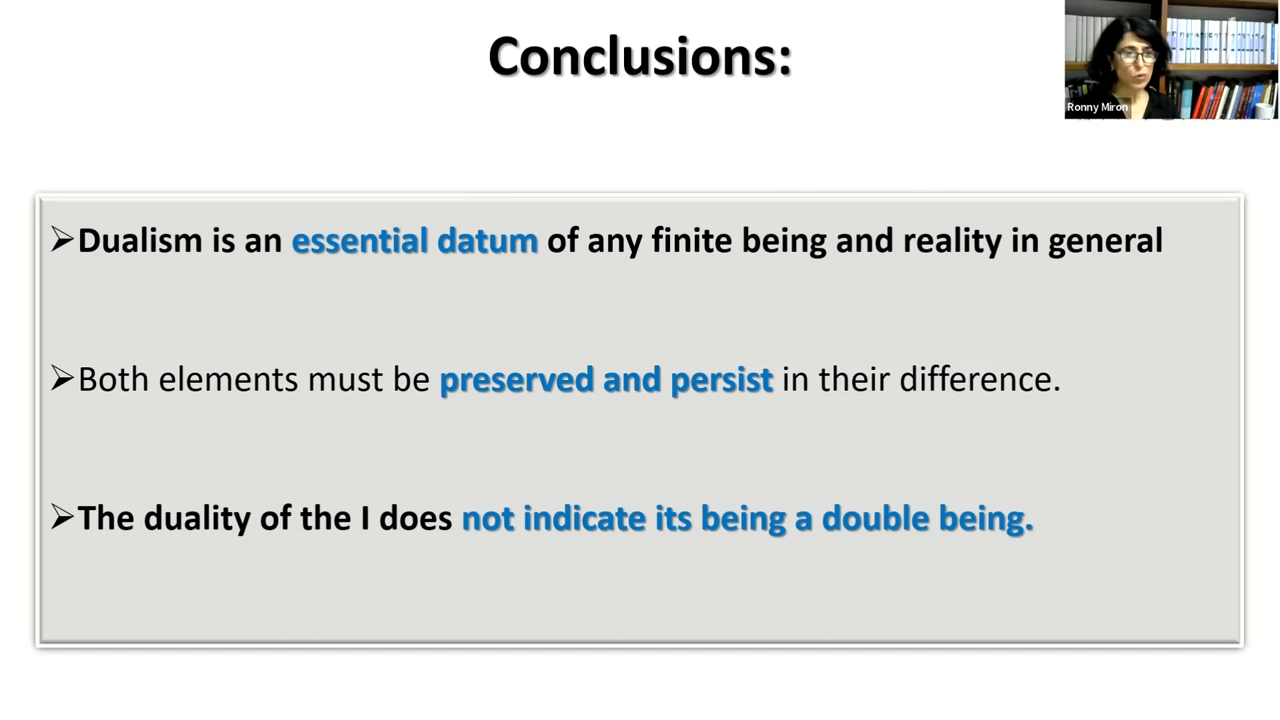 Conclusions:
Ronny Miron
➢Dualism is an essential datum of any finite being and reality in general
➢Both elements must be preserved and persist in their difference.
➢The duality of the I does not indicate its being a double being.